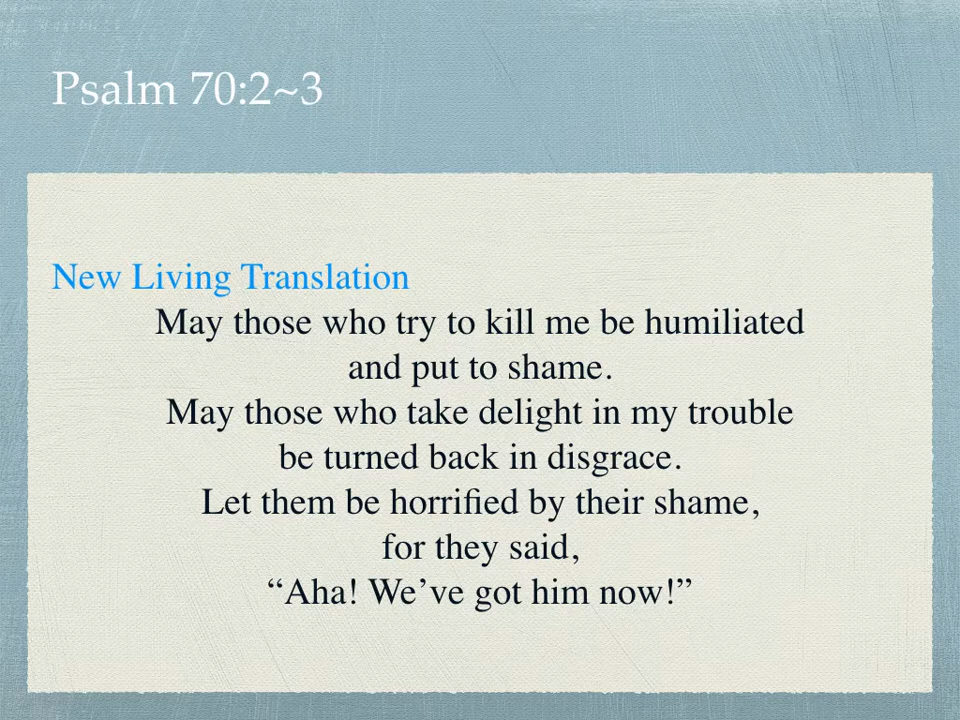 Psalm 70:2~3
New Living Translation
May those who try to kill me be humiliated
and put to shame.
May those who take delight in my trouble
be turned back in disgrace.
Let them be horrified by their shame,
for they said,
“Aha! We’ve got him now!”